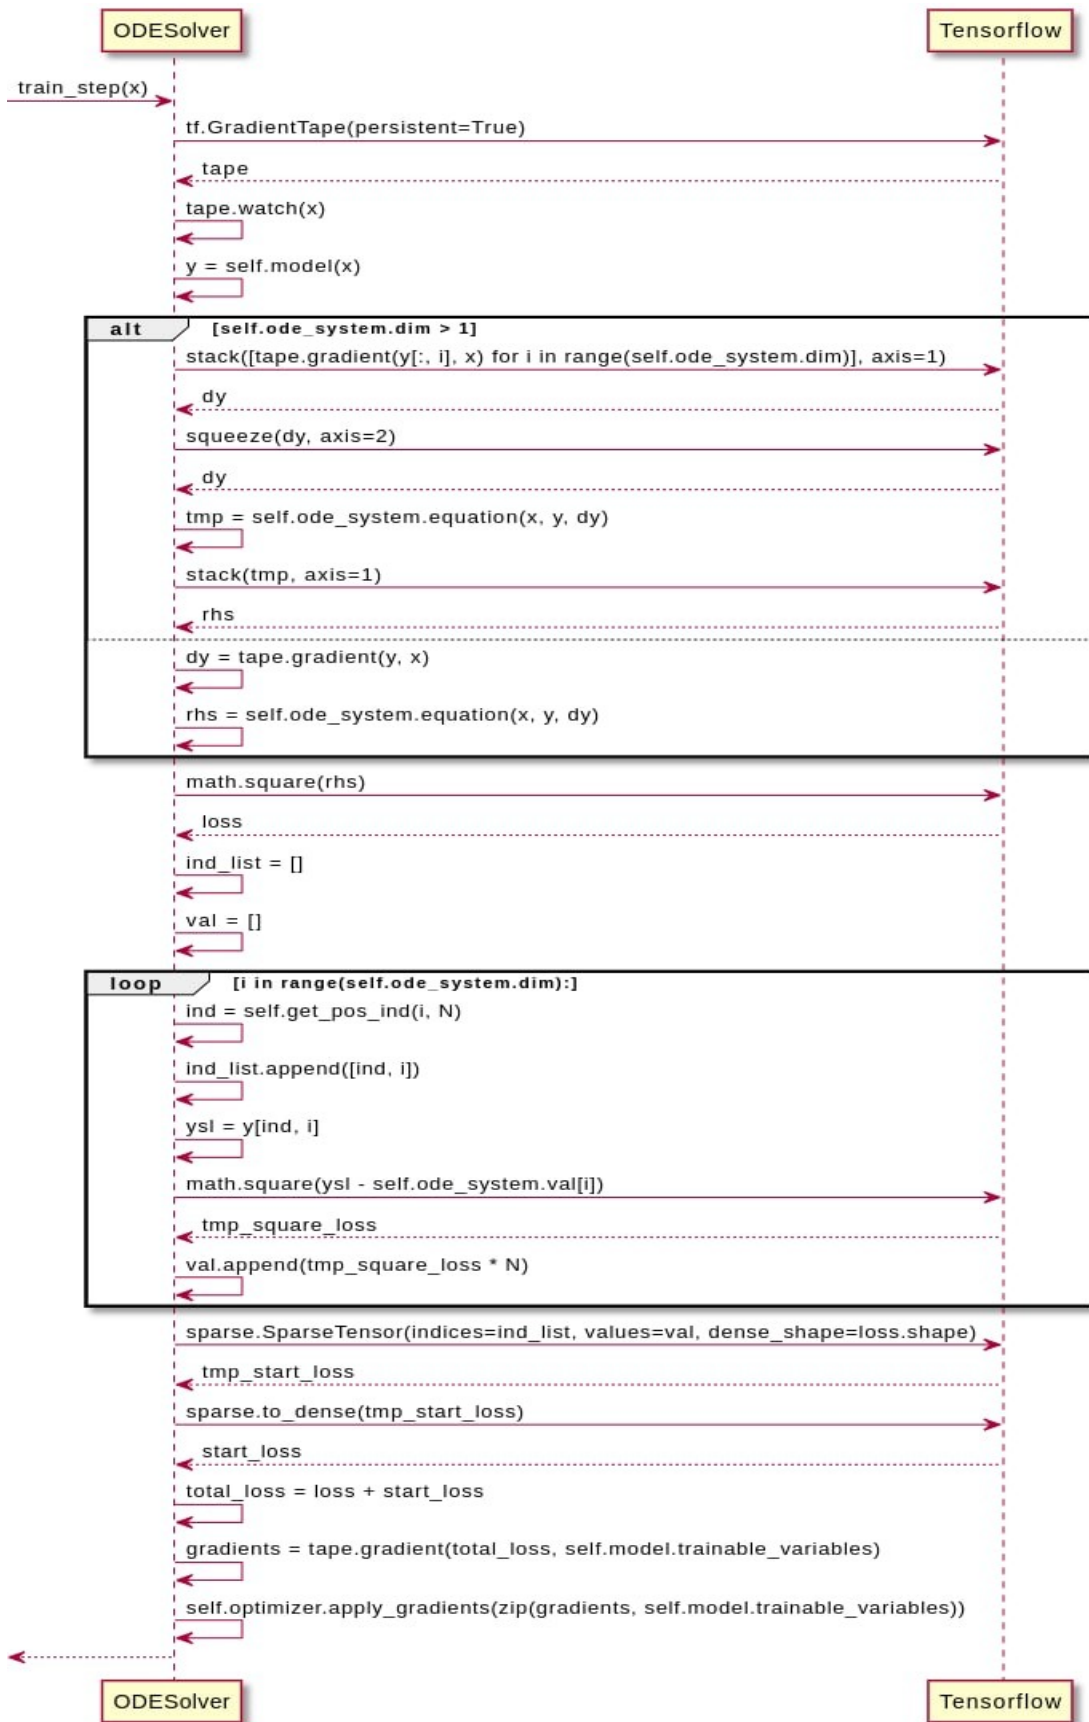 ODESolver Tensorflow
train_step(x)
tf.GradientTape(persistent=True)
tape
tape.watch(x)
y = self.model(x)
alt [self.ode_system.dim > 1]
stack([tape.gradient(y[:, i], x) for i in range(self.ode_system.dim)], axis=1)
dy
squeeze(dy, axis=2)
dy
tmp = self.ode_system.equation(x, y, dy)
stack(tmp, axis=1)
rhs
dy = tape.gradient(y, x)
rhs = self.ode_system.equation(x, y, dy)
math.square(rhs)
loss
ind_list = []
val = []
loop [i in range(self.ode_system.dim):]
ind = self.get_pos_ind(i, N)
ind_list.append([ind, i])
ysl = y[ind, i]
math.square(ysl - self.ode_system.val[i])
tmp_square_loss
val.append(tmp_square_loss * N)
sparse.SparseTensor(indices=ind_list, values=val, dense_shape=loss.shape)
tmp_start_loss
sparse.to_dense(tmp_start_loss)
start_loss
total_loss = loss + start_loss
gradients = tape.gradient(total_loss, self.model.trainable_variables)
self.optimizer.apply_gradients(zip(gradients, self.model.trainable_variables))
ODESolver Tensorflow